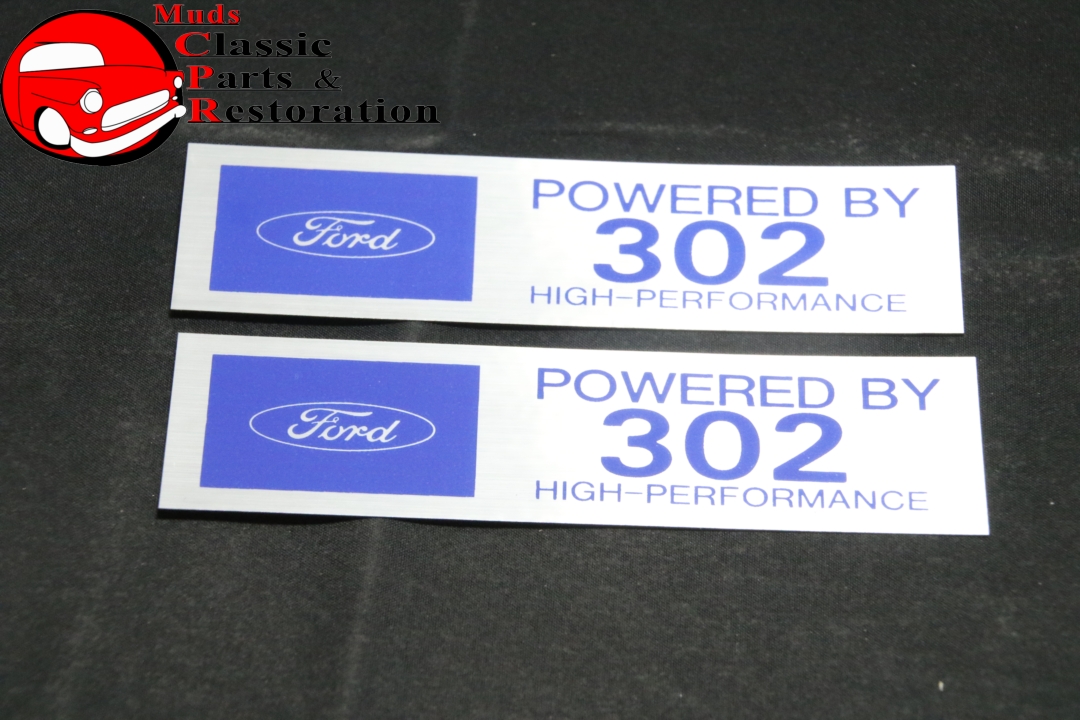 Muds
Classic
Parts &
Restoration
Ford
POWERED BY
302
HIGH-PERFORMANCE
Ford
POWERED BY
302
HIGH-PERFORMANCE